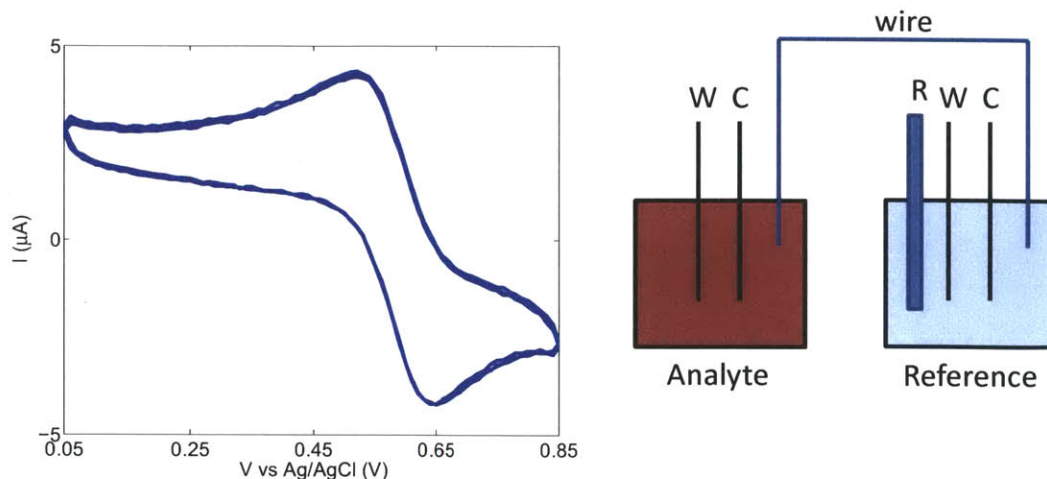 5
0
−5
I (μA)
0.05 0.25 0.45 0.65 0.85
V vs Ag/AgCl (V)
wire
W C
R W C
Analyte
Reference